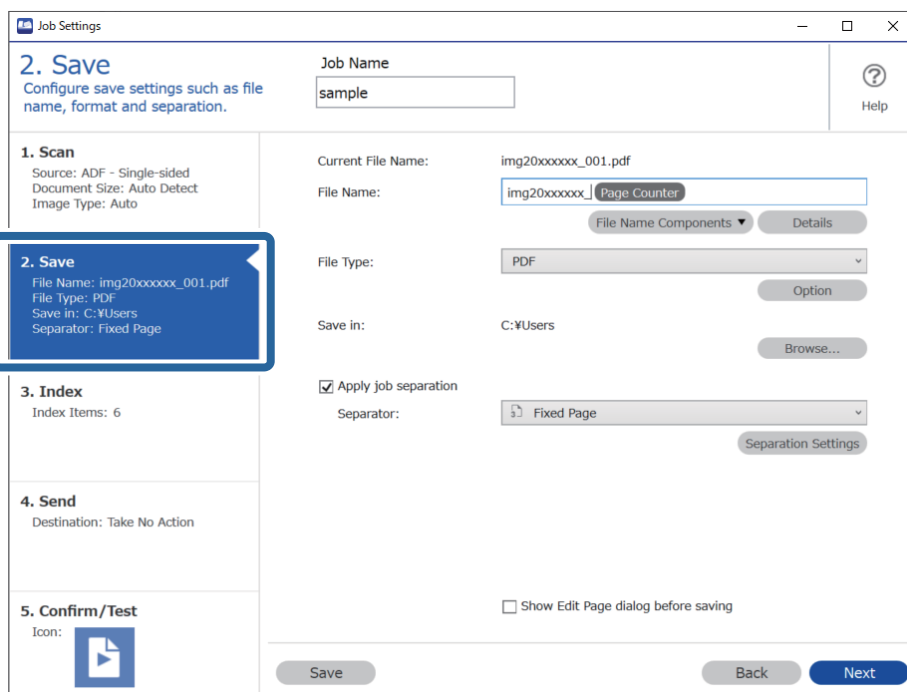 Job Settings
2. Save
Configure save settings such as file
name, format and separation.
Job Name
sample
Help
1. Scan
Source: ADF - Single-sided
Document Size: Auto Detect
Image Type: Auto
2. Save
File Name: img20xxxxxx_001.pdf
File Type: PDF
Save in: C:¥Users
Separator: Fixed Page
3. Index
Index Items: 6
4. Send
Destination: Take No Action
5. Confirm/Test
Icon:
Current File Name: img20xxxxxx_001.pdf
File Name: img20xxxxxx_ Page Counter
File Name Components ▼ Details
File Type: PDF
Option
Save in: C:¥Users
Browse...
Apply job separation
Separator: Fixed Page
Separation Settings
Show Edit Page dialog before saving
Save Back Next